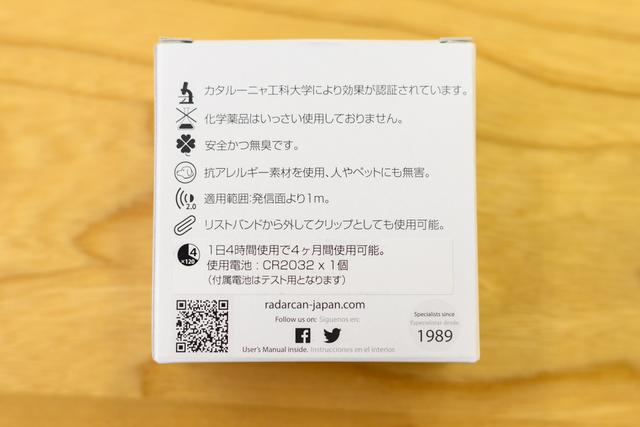 カタルーニャ工科大学により効果が認証されています。
化学薬品はいっさい使用しておりません。
安全かつ無臭です。
抗アレルギー素材を使用、人やペットにも無害。
2.0 適用範囲:発信面より1m。
リストバンドから外してクリップとしても使用可能。
4 ×120 1日4時間使用で4ヶ月間使用可能。
使用電池 : CR2032 x 1個
(付属電池はテスト用となります)
radarcan-japan.com
Follow us on: Síguenos en:
Specialists since
Especialistas desde
1989
User's Manual inside. Instrucciones en el interior